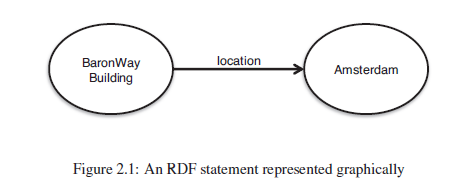 BaronWay
Building
location
Amsterdam
Figure 2.1: An RDF statement represented graphically